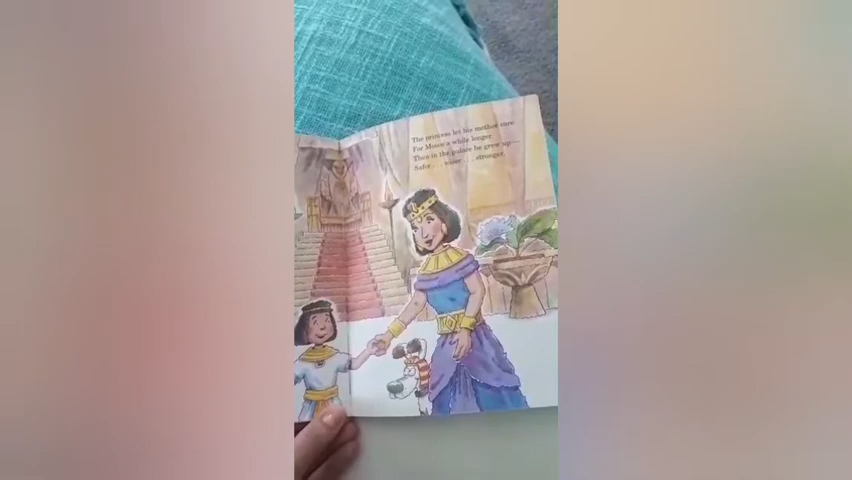 The princess let his mother care
For Moses a while longer.
Then in the palace he grew up—
Safer . . . wiser . . . stronger.